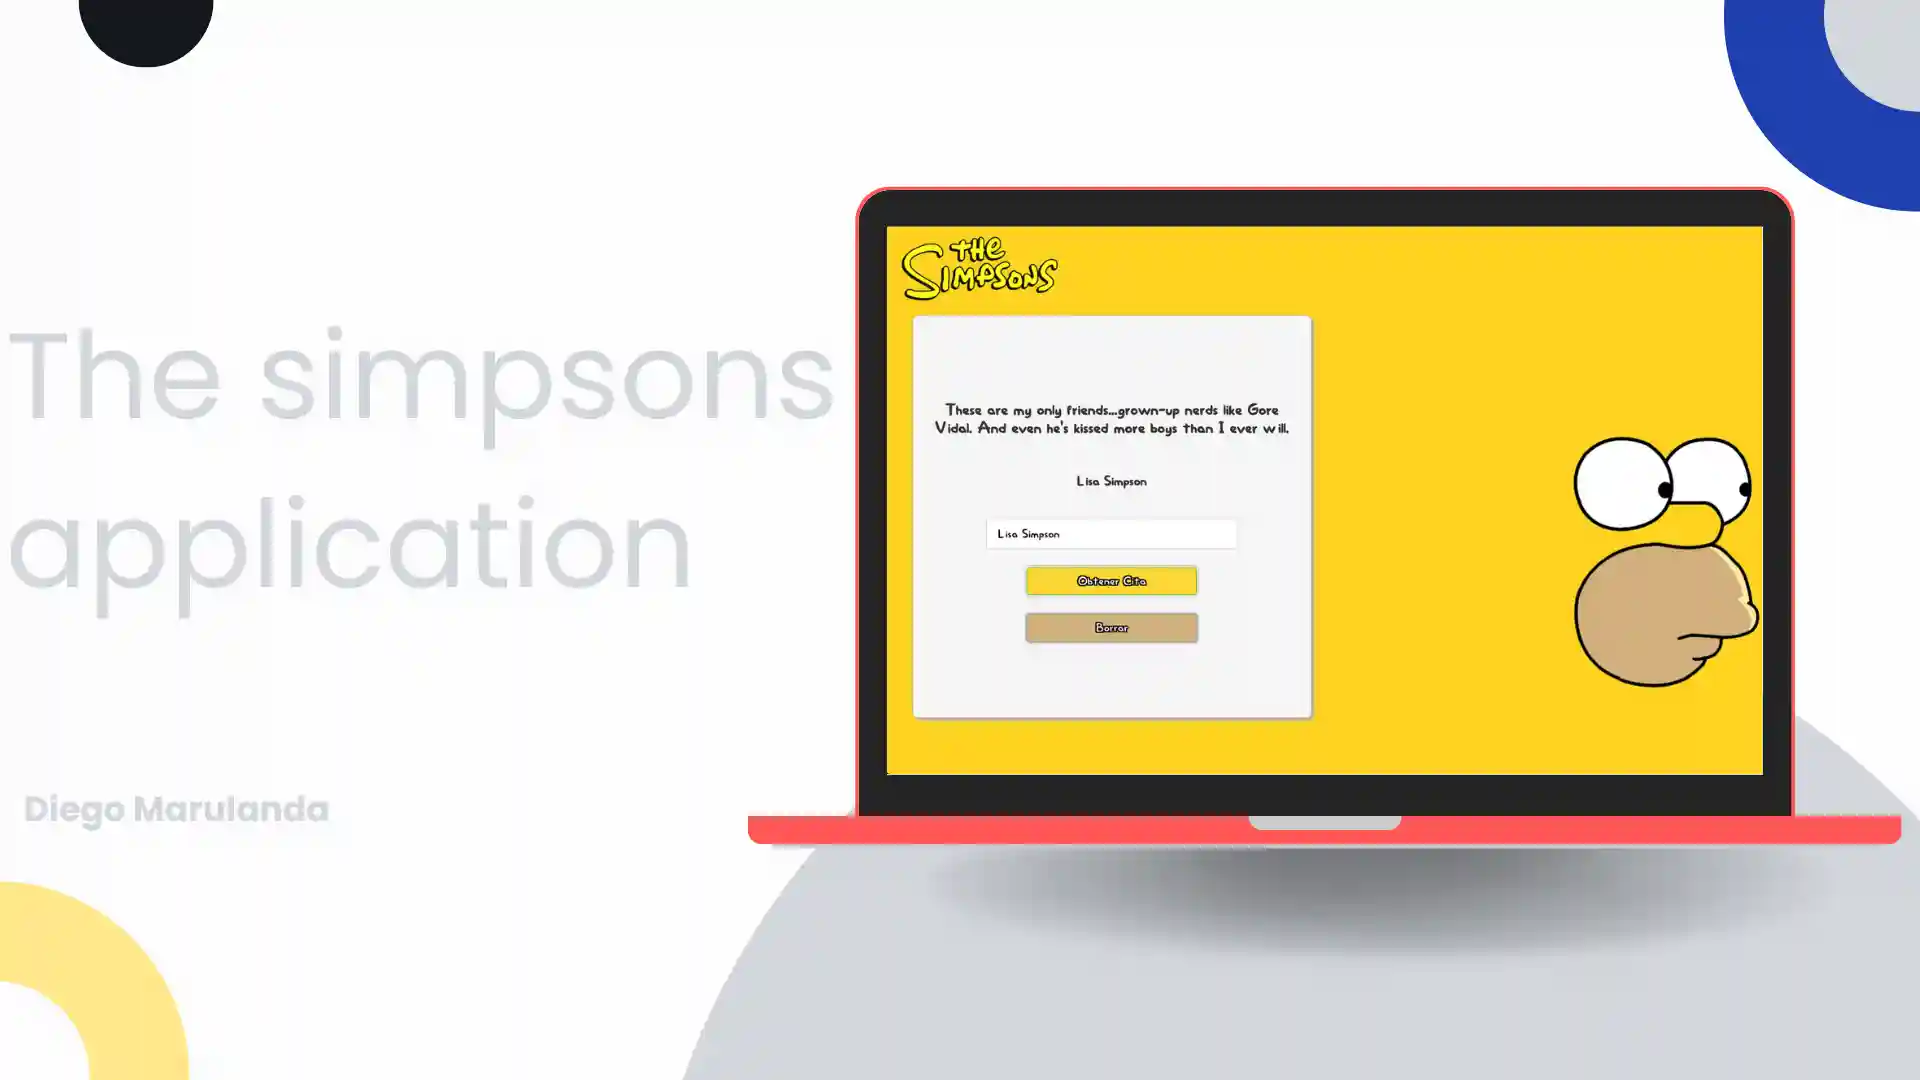 The simpsons
application
Diego Marulanda
THE
SIMPSONS
These are my only friends...grown-up nerds like Gore
Vidal. And even he's kissed more boys than I ever will.
Lisa Simpson
Lisa Simpson
Obtener Cita
Borrar